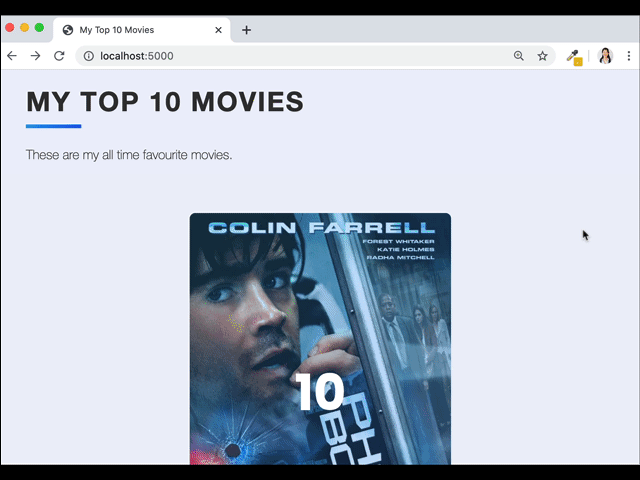 My Top 10 Movies
localhost:5000
MY TOP 10 MOVIES
These are my all time favourite movies.
COLIN FARRELL
FOREST WHITAKER
KATIE HOLMES
RADHA MITCHELL
10
PH
BO